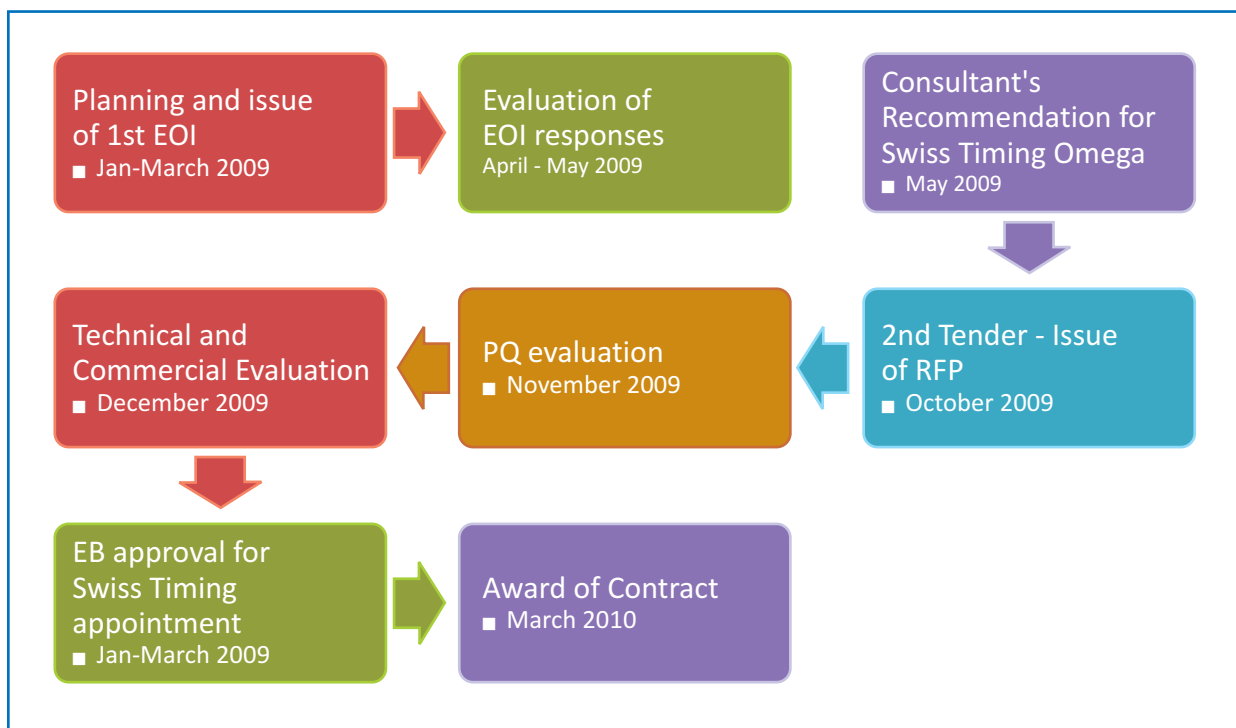 Planning and issue
of 1st EOI
▪ Jan-March 2009
Evaluation of
EOI responses
April - May 2009
Consultant's
Recommendation for
Swiss Timing Omega
▪ May 2009
2nd Tender - Issue
of RFP
▪ October 2009
PQ evaluation
▪ November 2009
Technical and
Commercial Evaluation
▪ December 2009
EB approval for
Swiss Timing
appointment
▪ Jan-March 2009
Award of Contract
▪ March 2010